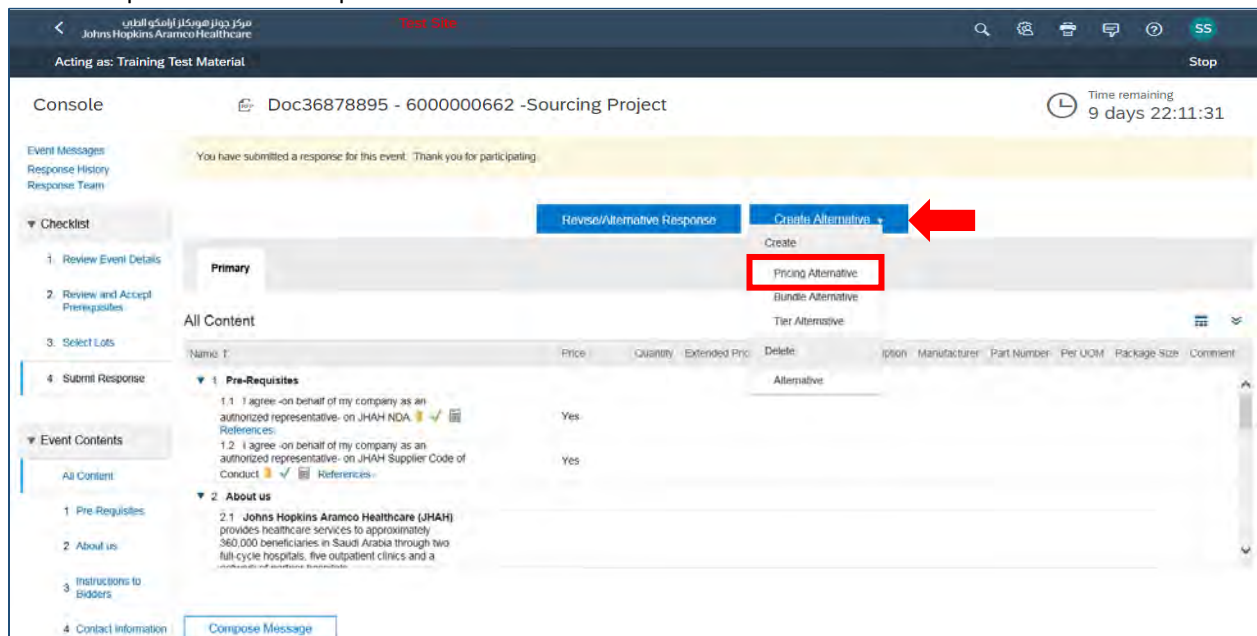 مركز جونز هوبكنز أرامكو الطبي
Johns Hopkins Aramco Healthcare
Test Site
SS
Acting as: Training Test Material
Stop
Console
Doc36878895 - 6000000662 -Sourcing Project
Time remaining
9 days 22:11:31
Event Messages
Response History
Response Team
You have submitted a response for this event. Thank you for participating.
Revise/Alternative Response
Create Alternative
▼ Checklist
1 Review Event Details
2. Review and Accept
Prerequisites
3. Select Lots
4 Submit Response
Primary
Create
Pricing Alternative
Bundle Alternative
Tier Alternative
Delete
Alternative
All Content
Name ↑
Price
Quantity
Extended Pric
iption
Manufacturer
Part Number
Per UOM
Package Size
Comment
▼ 1 Pre-Requisites
1.1 I agree -on behalf of my company as an
authorized representative- on JHAH NDA.
References
Yes
1.2 I agree -on behalf of my company as an
authorized representative- on JHAH Supplier Code of
Conduct References
Yes
▼ 2 About us
2.1 Johns Hopkins Aramco Healthcare (JHAH)
provides healthcare services to approximately
360,000 beneficiaries in Saudi Arabia through two
full-cycle hospitals, five outpatient clinics and a
network of partner hospitals
▼ Event Contents
All Content
1 Pre-Requisites
2 About us
3 Instructions to
Bidders
4 Contact Information
Compose Message